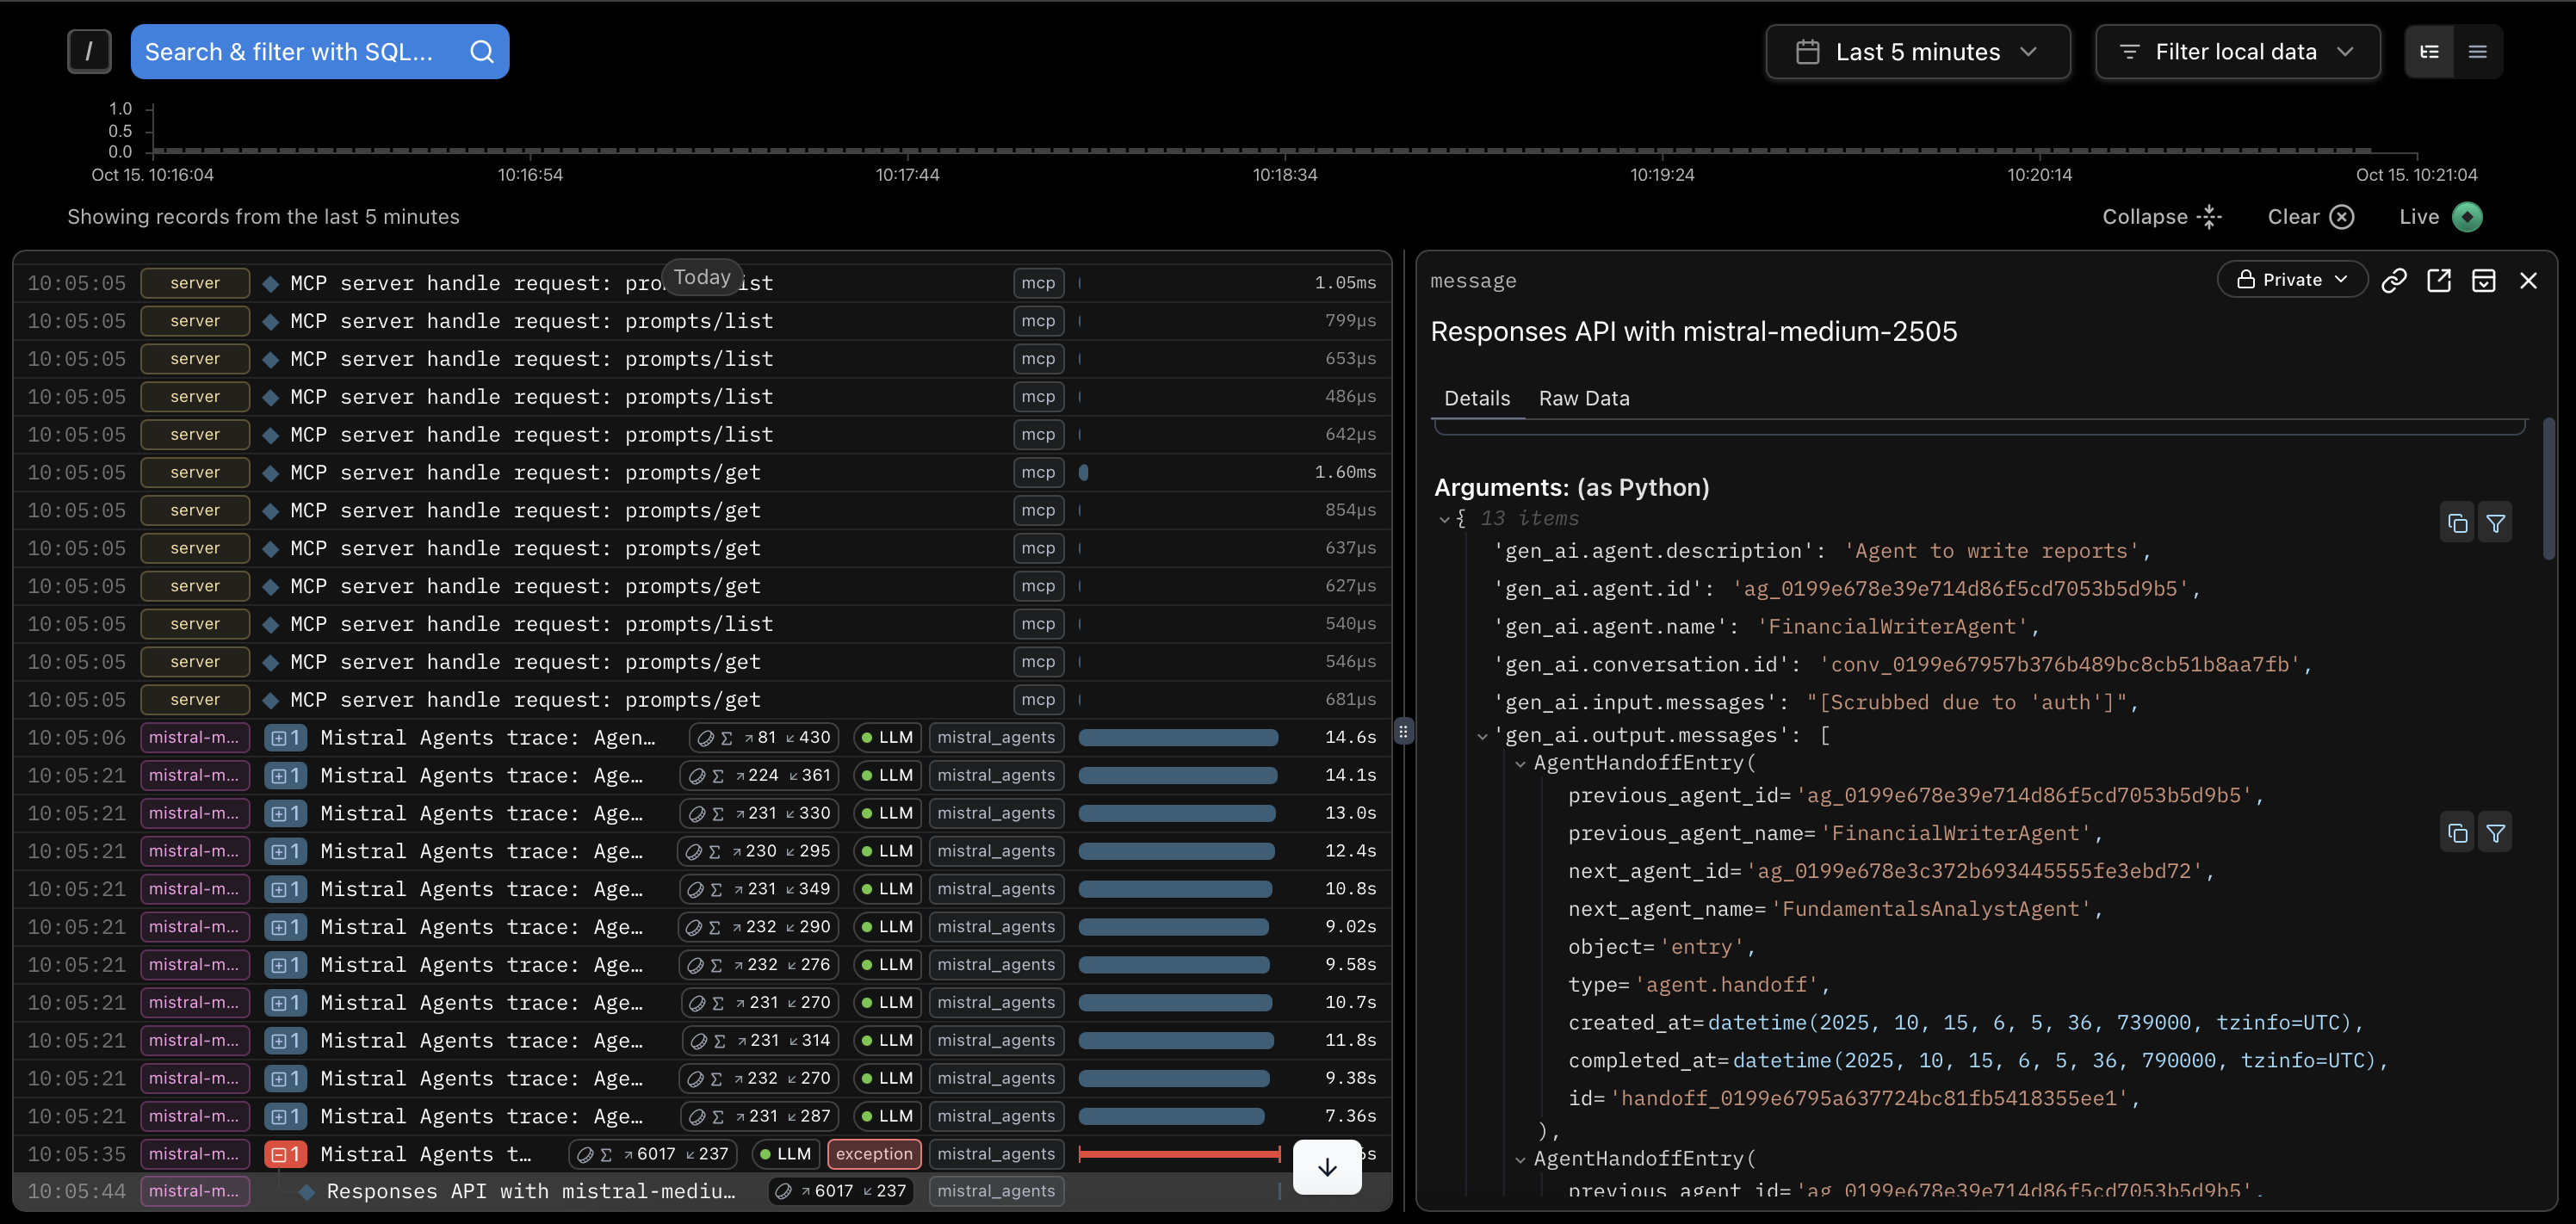 / Search & filter with SQL... Last 5 minutes Filter local data
1.0
0.5
0.0
Oct 15, 10:16:04 10:16:54 10:17:44 10:18:34 10:19:24 10:20:14 Oct 15, 10:21:04
Showing records from the last 5 minutes Collapse Clear Live
Today
10:05:05 server MCP server handle request: mcp 1.05ms
10:05:05 server MCP server handle request: prompts/list mcp 799µs
10:05:05 server MCP server handle request: prompts/list mcp 653µs
10:05:05 server MCP server handle request: prompts/list mcp 486µs
10:05:05 server MCP server handle request: prompts/list mcp 642µs
10:05:05 server MCP server handle request: prompts/get mcp 1.60ms
10:05:05 server MCP server handle request: prompts/get mcp 854µs
10:05:05 server MCP server handle request: prompts/get mcp 637µs
10:05:05 server MCP server handle request: prompts/get mcp 627µs
10:05:05 server MCP server handle request: prompts/list mcp 540µs
10:05:05 server MCP server handle request: prompts/get mcp 546µs
10:05:05 server MCP server handle request: prompts/get mcp 681µs
10:05:06 mistral-m... 1 Mistral Agents trace: Agen... Σ ↗81 ↙430 LLM mistral_agents 14.6s
10:05:21 mistral-m... 1 Mistral Agents trace: Age... Σ ↗224 ↙361 LLM mistral_agents 14.1s
10:05:21 mistral-m... 1 Mistral Agents trace: Age... Σ ↗231 ↙330 LLM mistral_agents 13.0s
10:05:21 mistral-m... 1 Mistral Agents trace: Age... Σ ↗230 ↙295 LLM mistral_agents 12.4s
10:05:21 mistral-m... 1 Mistral Agents trace: Age... Σ ↗231 ↙349 LLM mistral_agents 10.8s
10:05:21 mistral-m... 1 Mistral Agents trace: Age... Σ ↗232 ↙290 LLM mistral_agents 9.02s
10:05:21 mistral-m... 1 Mistral Agents trace: Age... Σ ↗232 ↙276 LLM mistral_agents 9.58s
10:05:21 mistral-m... 1 Mistral Agents trace: Age... Σ ↗231 ↙270 LLM mistral_agents 10.7s
10:05:21 mistral-m... 1 Mistral Agents trace: Age... Σ ↗231 ↙314 LLM mistral_agents 11.8s
10:05:21 mistral-m... 1 Mistral Agents trace: Age... Σ ↗232 ↙270 LLM mistral_agents 9.38s
10:05:21 mistral-m... 1 Mistral Agents trace: Age... Σ ↗231 ↙287 LLM mistral_agents 7.36s
10:05:35 mistral-m... 1 Mistral Agents t... Σ ↗6017 ↙237 LLM exception mistral_agents
10:05:44 mistral-m... Responses API with mistral-mediu... ↗6017 ↙237 mistral_agents
message Private
Responses API with mistral-medium-2505
Details Raw Data
Arguments: (as Python)
{ 13 items
'gen_ai.agent.description': 'Agent to write reports',
'gen_ai.agent.id': 'ag_0199e678e39e714d86f5cd7053b5d9b5',
'gen_ai.agent.name': 'FinancialWriterAgent',
'gen_ai.conversation.id': 'conv_0199e67957b376b489bc8cb51b8aa7fb',
'gen_ai.input.messages': "[Scrubbed due to 'auth']",
'gen_ai.output.messages': [
AgentHandoffEntry(
previous_agent_id='ag_0199e678e39e714d86f5cd7053b5d9b5',
previous_agent_name='FinancialWriterAgent',
next_agent_id='ag_0199e678e3c372b693445555fe3ebd72',
next_agent_name='FundamentalsAnalystAgent',
object='entry',
type='agent.handoff',
created_at=datetime(2025, 10, 15, 6, 5, 36, 739000, tzinfo=UTC),
completed_at=datetime(2025, 10, 15, 6, 5, 36, 790000, tzinfo=UTC),
id='handoff_0199e6795a637724bc81fb5418355ee1',
),
AgentHandoffEntry(
previous_agent_id='ag_0199e678e39e714d86f5cd7053b5d9b5',